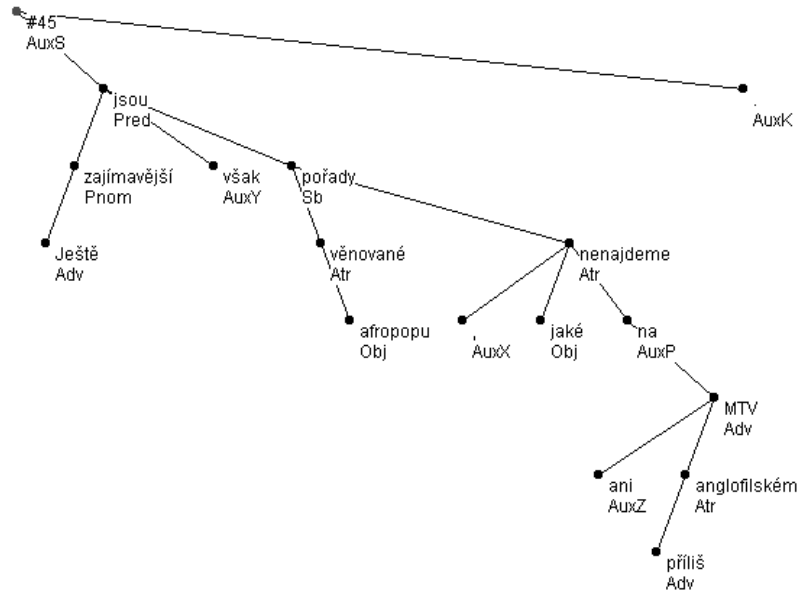 #45
AuxS
.
AuxK
jsou
Pred
zajímavější
Pnom
však
AuxY
pořady
Sb
Ještě
Adv
věnované
Atr
nenajdeme
Atr
afropopu
Obj
,
AuxX
jaké
Obj
na
AuxP
MTV
Adv
ani
AuxZ
anglofilském
Atr
příliš
Adv